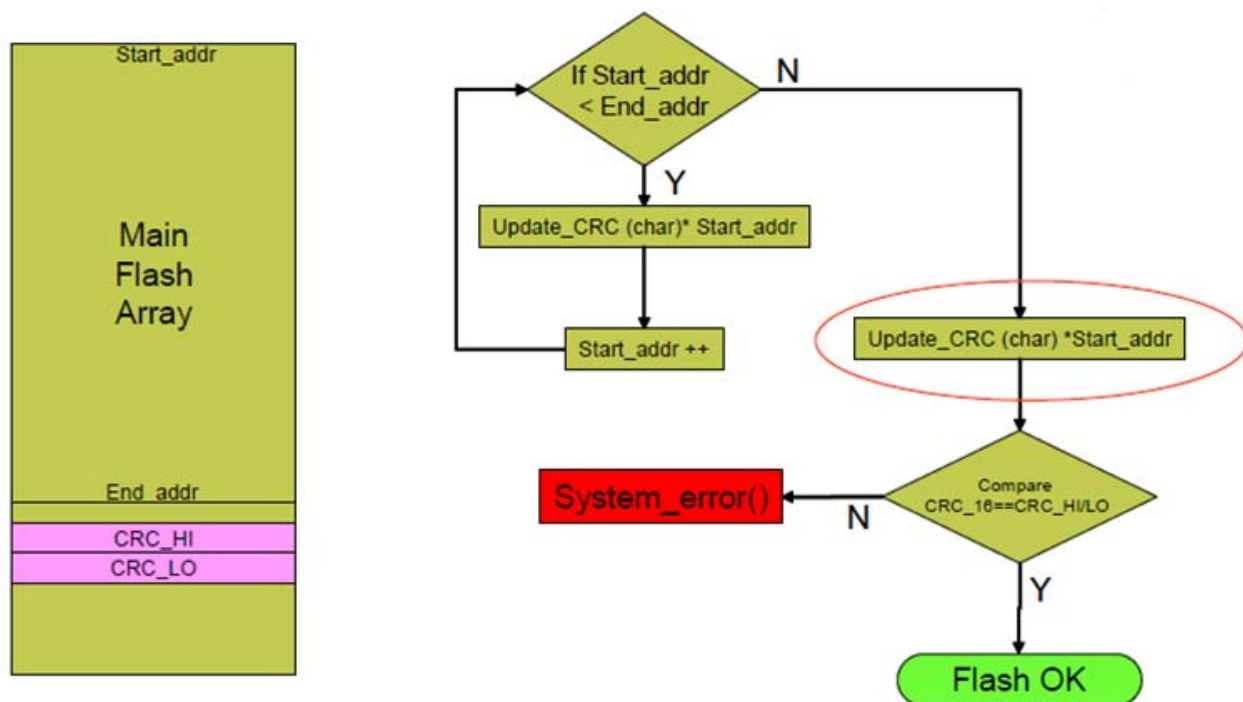 Start_addr
Main
Flash
Array
End_addr
CRC_HI
CRC_LO
If Start_addr
< End_addr
N
Y
Update_CRC (char)* Start_addr
Start_addr ++
Update_CRC (char) *Start_addr
Compare
CRC_16==CRC_HI/LO
N
System_error()
Y
Flash OK